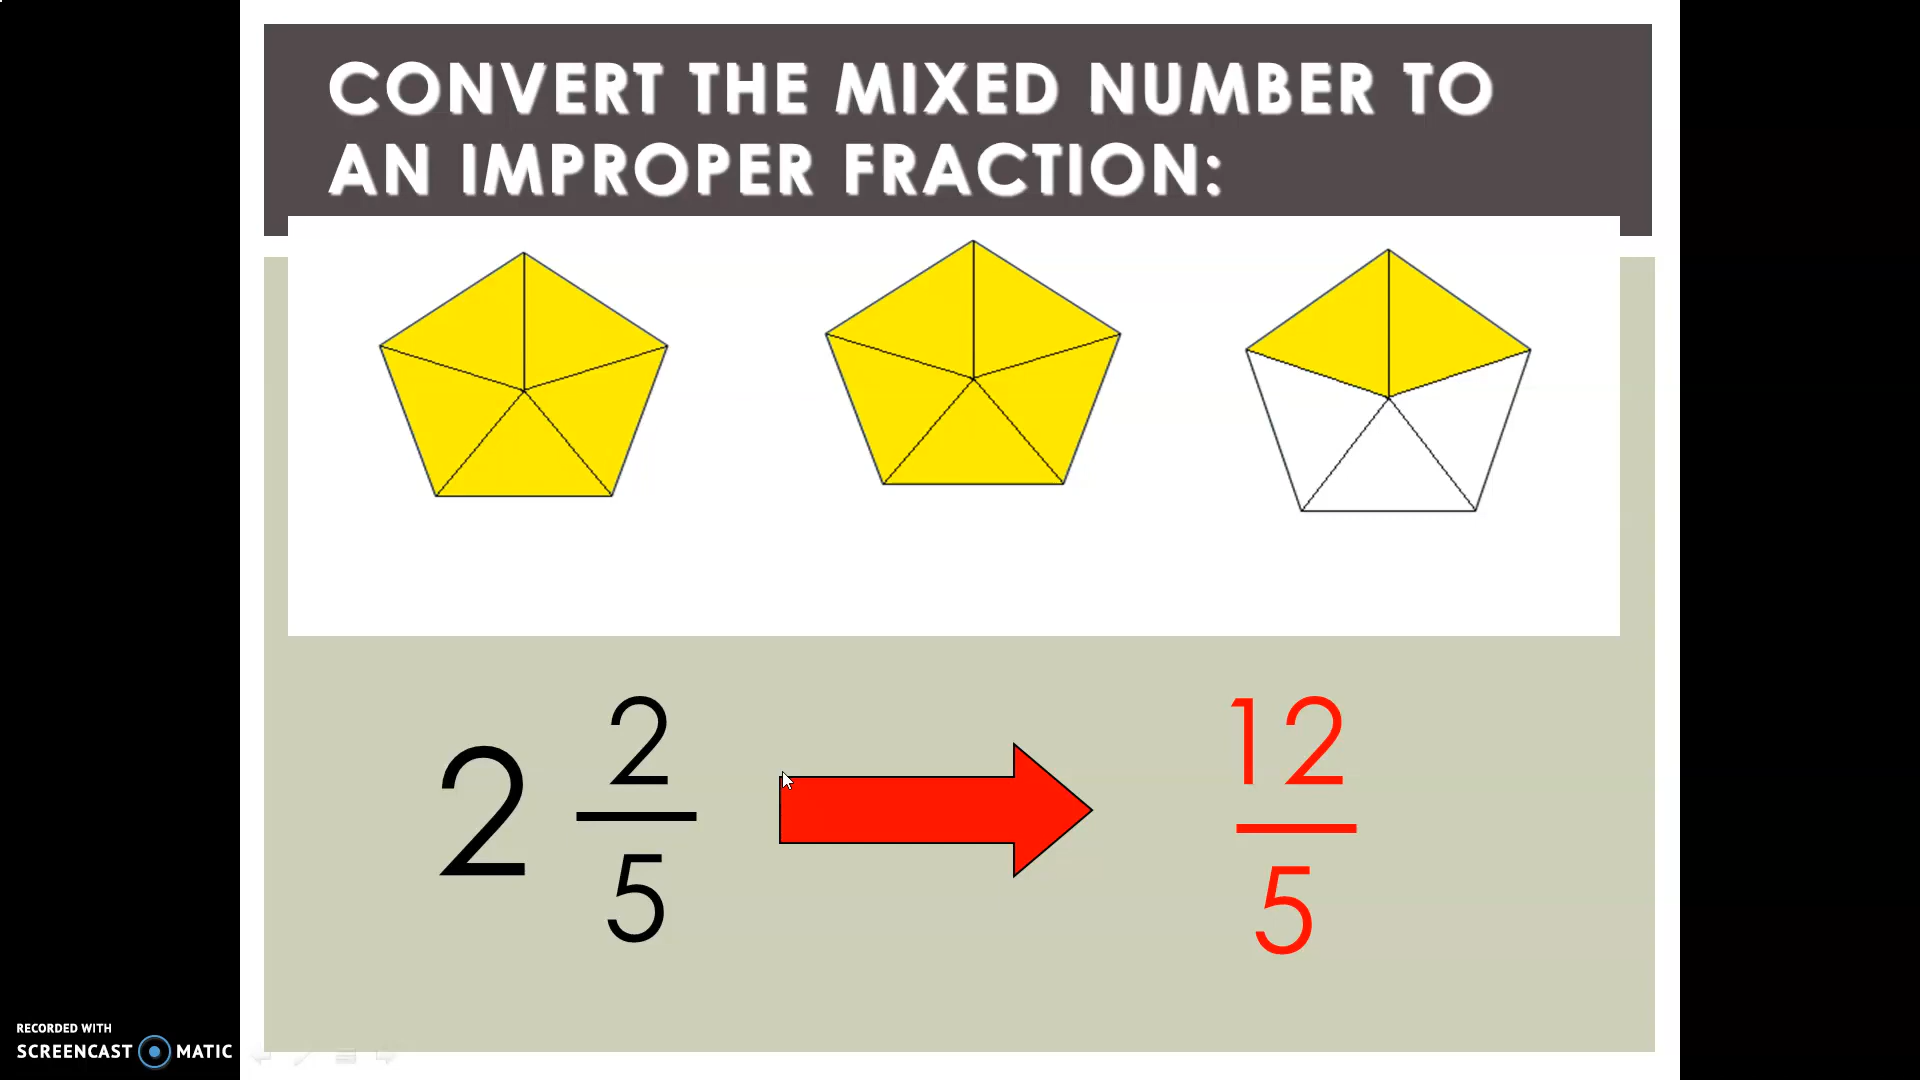 CONVERT THE MIXED NUMBER TO
AN IMPROPER FRACTION:
2 2/5
12/5
RECORDED WITH
SCREENCAST MATIC